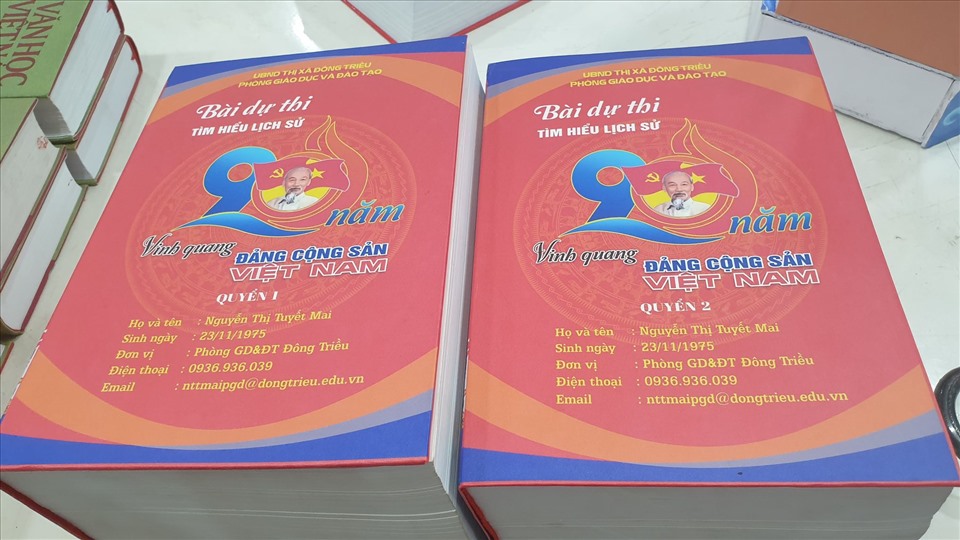 VĂN HỌC
VIỆT N
UBND THỊ XÃ ĐÔNG TRIỀU
PHÒNG GIÁO DỤC VÀ ĐÀO TẠO
Bài dự thi
TÌM HIỂU LỊCH SỬ
90 năm
Vinh quang ĐẢNG CỘNG SẢN
VIỆT NAM
QUYỂN 1
Họ và tên : Nguyễn Thị Tuyết Mai
Sinh ngày : 23/11/1975
Đơn vị : Phòng GD&ĐT Đông Triều
Điện thoại : 0936.936.039
Email : nttmaipgd@dongtrieu.edu.vn
UBND THỊ XÃ ĐÔNG TRIỀU
PHÒNG GIÁO DỤC VÀ ĐÀO TẠO
Bài dự thi
TÌM HIỂU LỊCH SỬ
90 năm
Vinh quang ĐẢNG CỘNG SẢN
VIỆT NAM
QUYỂN 2
Họ và tên : Nguyễn Thị Tuyết Mai
Sinh ngày : 23/11/1975
Đơn vị : Phòng GD&ĐT Đông Triều
Điện thoại : 0936.936.039
Email : nttmaipgd@dongtrieu.edu.vn